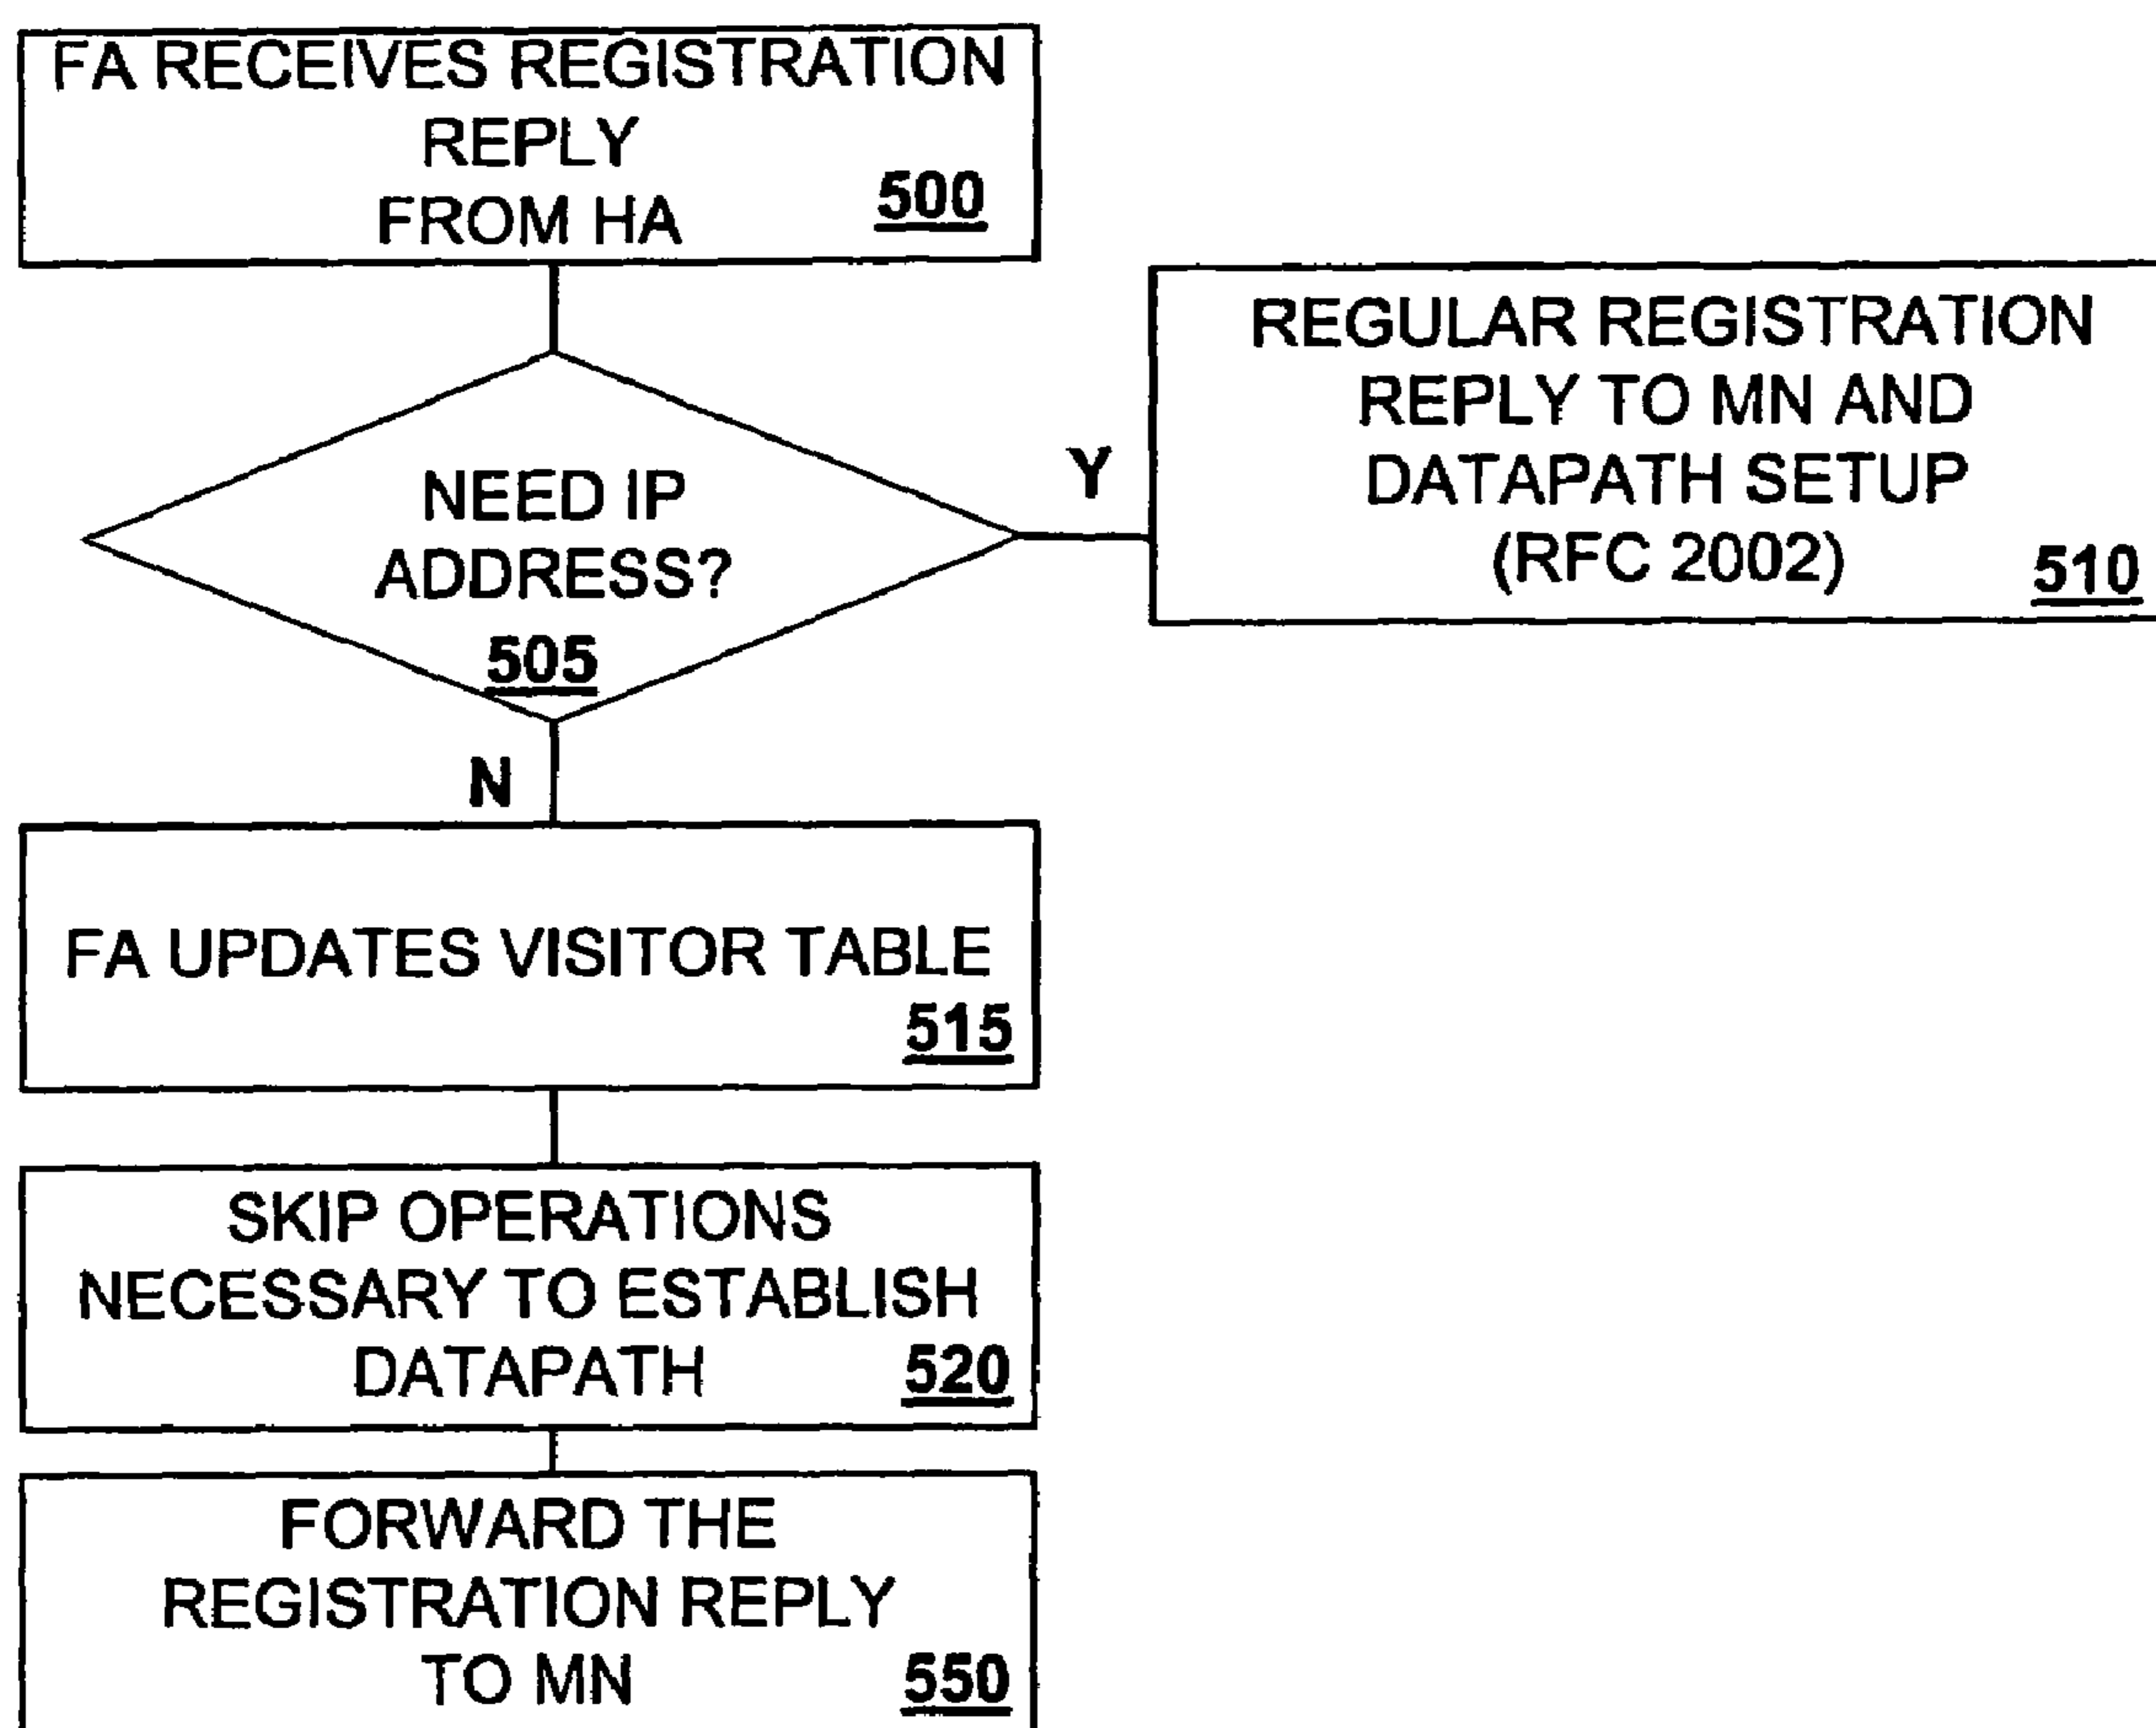 FA RECEIVES REGISTRATION
REPLY
FROM HA 500
NEED IP
ADDRESS?
505
Y
REGULAR REGISTRATION
REPLY TO MN AND
DATAPATH SETUP
(RFC 2002) 510
N
FA UPDATES VISITOR TABLE
515
SKIP OPERATIONS
NECESSARY TO ESTABLISH
DATAPATH 520
FORWARD THE
REGISTRATION REPLY
TO MN 550